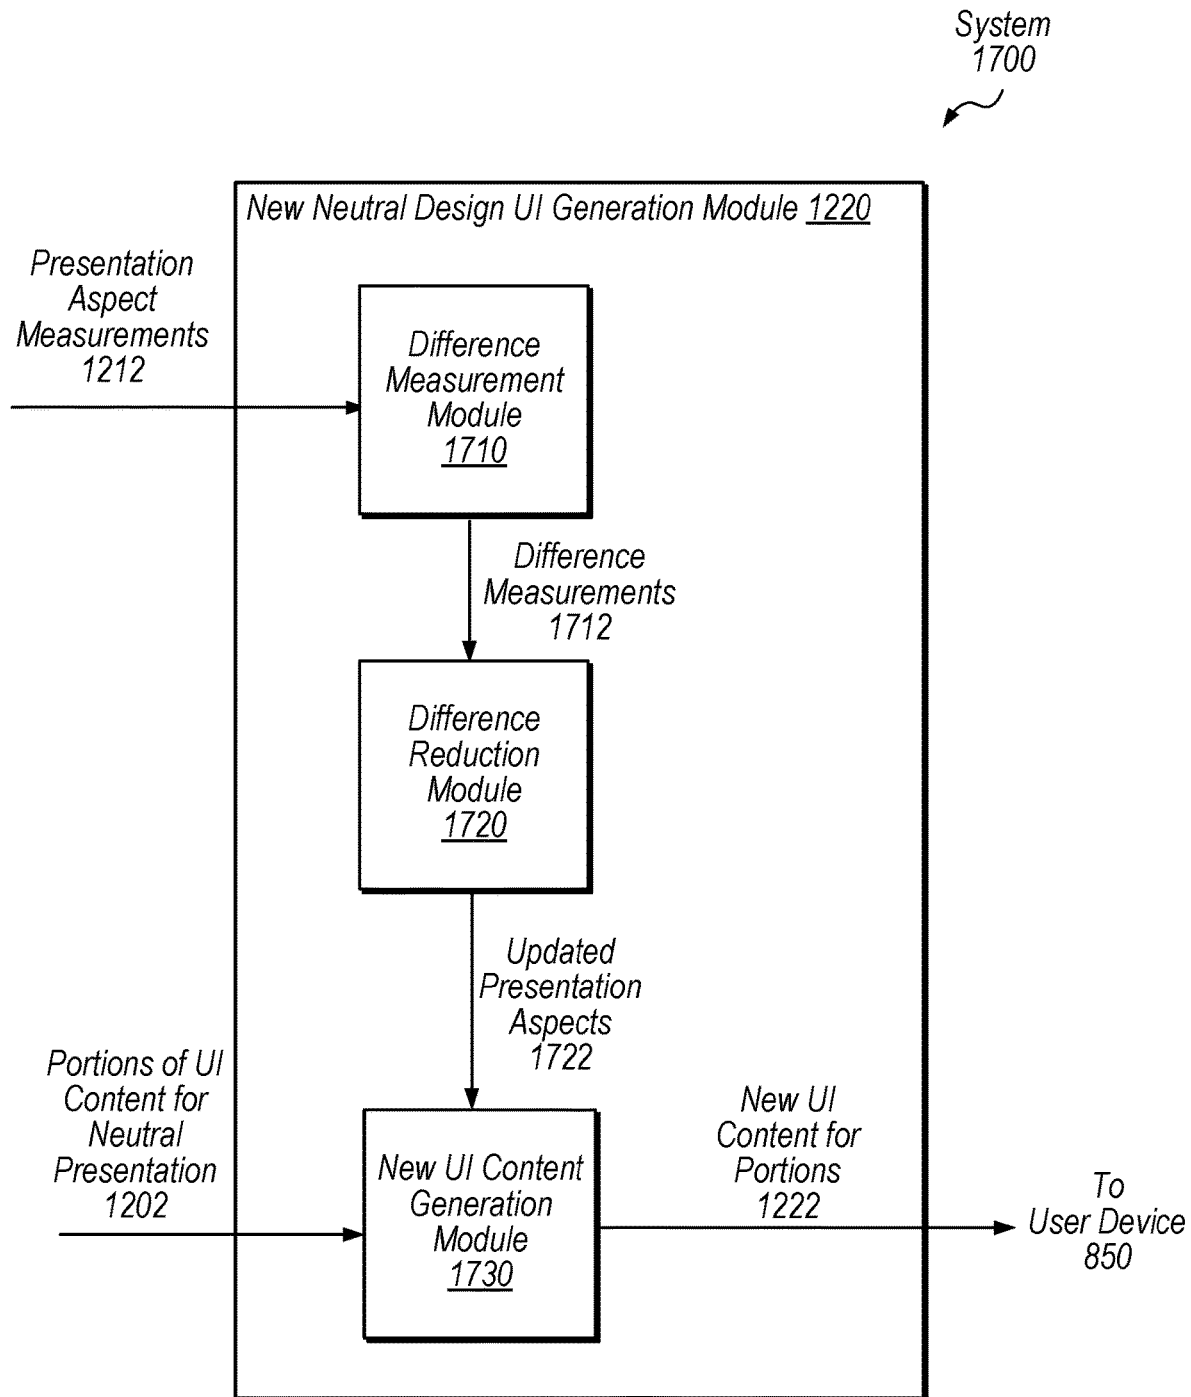 System
1700
New Neutral Design UI Generation Module 1220
Presentation
Aspect
Measurements
1212
Difference
Measurement
Module
1710
Difference
Measurements
1712
Difference
Reduction
Module
1720
Updated
Presentation
Aspects
1722
Portions of UI
Content for
Neutral
Presentation
1202
New UI Content
Generation
Module
1730
New UI
Content for
Portions
1222
To
User Device
850